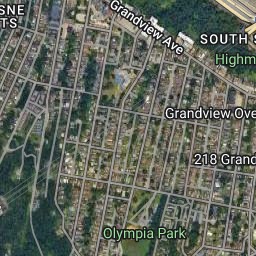 SNE
TS
Grandview Ave
SOUTH S
Highm
Grandview Ove
218 Grand
Olympia Park